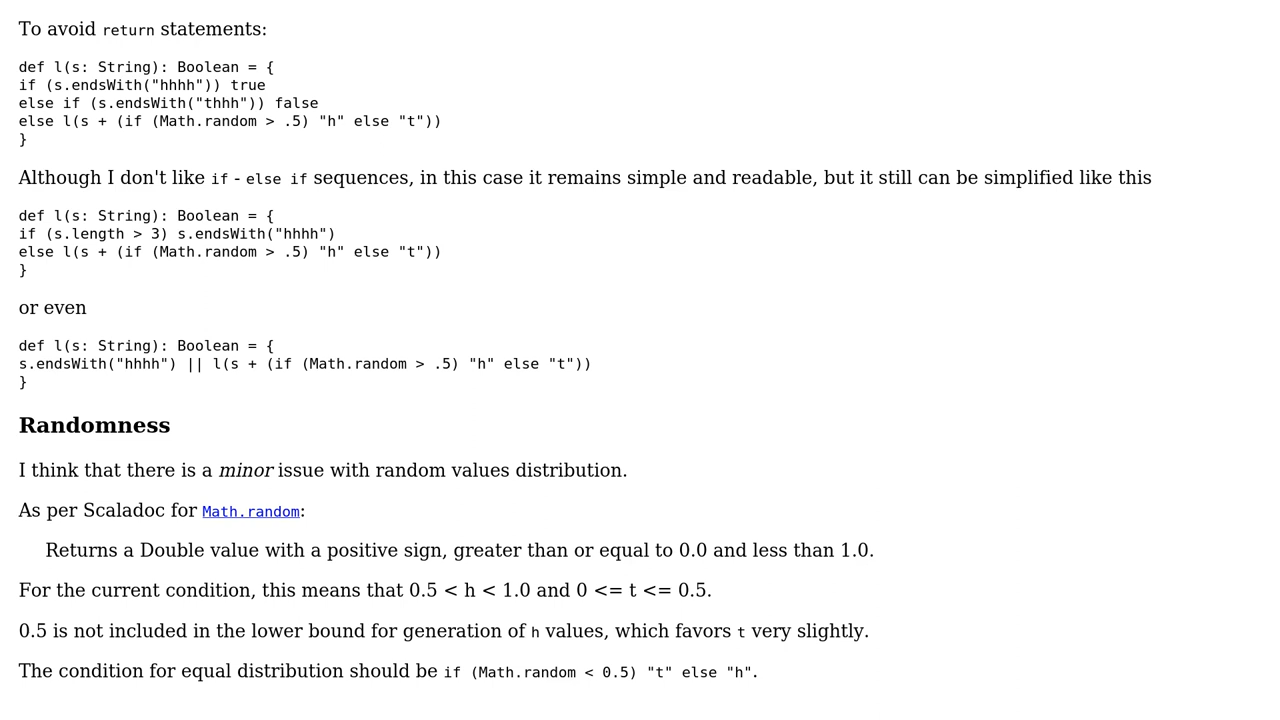 To avoid return statements:
def l(s: String): Boolean = {
if (s.endsWith("hhhh")) true
else if (s.endsWith("thhh")) false
else l(s + (if (Math.random > .5) "h" else "t"))
}
Although I don't like if - else if sequences, in this case it remains simple and readable, but it still can be simplified like this
def l(s: String): Boolean = {
if (s.length > 3) s.endsWith("hhhh")
else l(s + (if (Math.random > .5) "h" else "t"))
}
or even
def l(s: String): Boolean = {
s.endsWith("hhhh") || l(s + (if (Math.random > .5) "h" else "t"))
}
Randomness
I think that there is a minor issue with random values distribution.
As per Scaladoc for Math.random:
Returns a Double value with a positive sign, greater than or equal to 0.0 and less than 1.0.
For the current condition, this means that 0.5 < h < 1.0 and 0 <= t <= 0.5.
0.5 is not included in the lower bound for generation of h values, which favors t very slightly.
The condition for equal distribution should be if (Math.random < 0.5) "t" else "h".